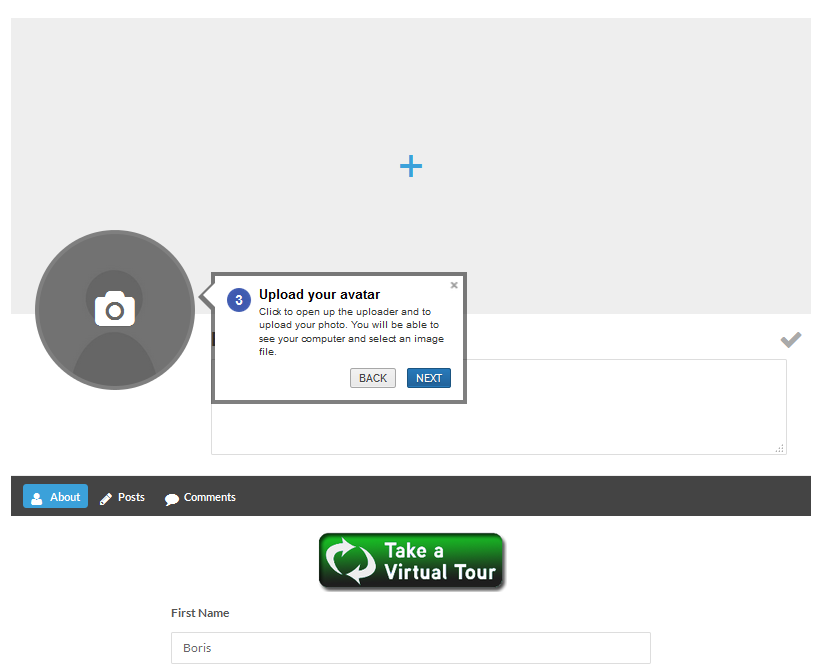 3
Upload your avatar
Click to open up the uploader and to
upload your photo. You will be able to
see your computer and select an image
file.
BACK NEXT
About Posts Comments
Take a
Virtual Tour
First Name
Boris